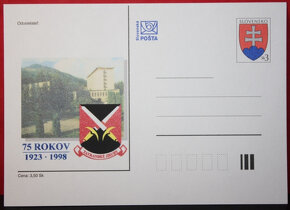 Odosielateľ
Slovenská
POŠTA
SLOVENSKO
3
75 ROKOV
1923 · 1998
Cena: 3,50 Sk